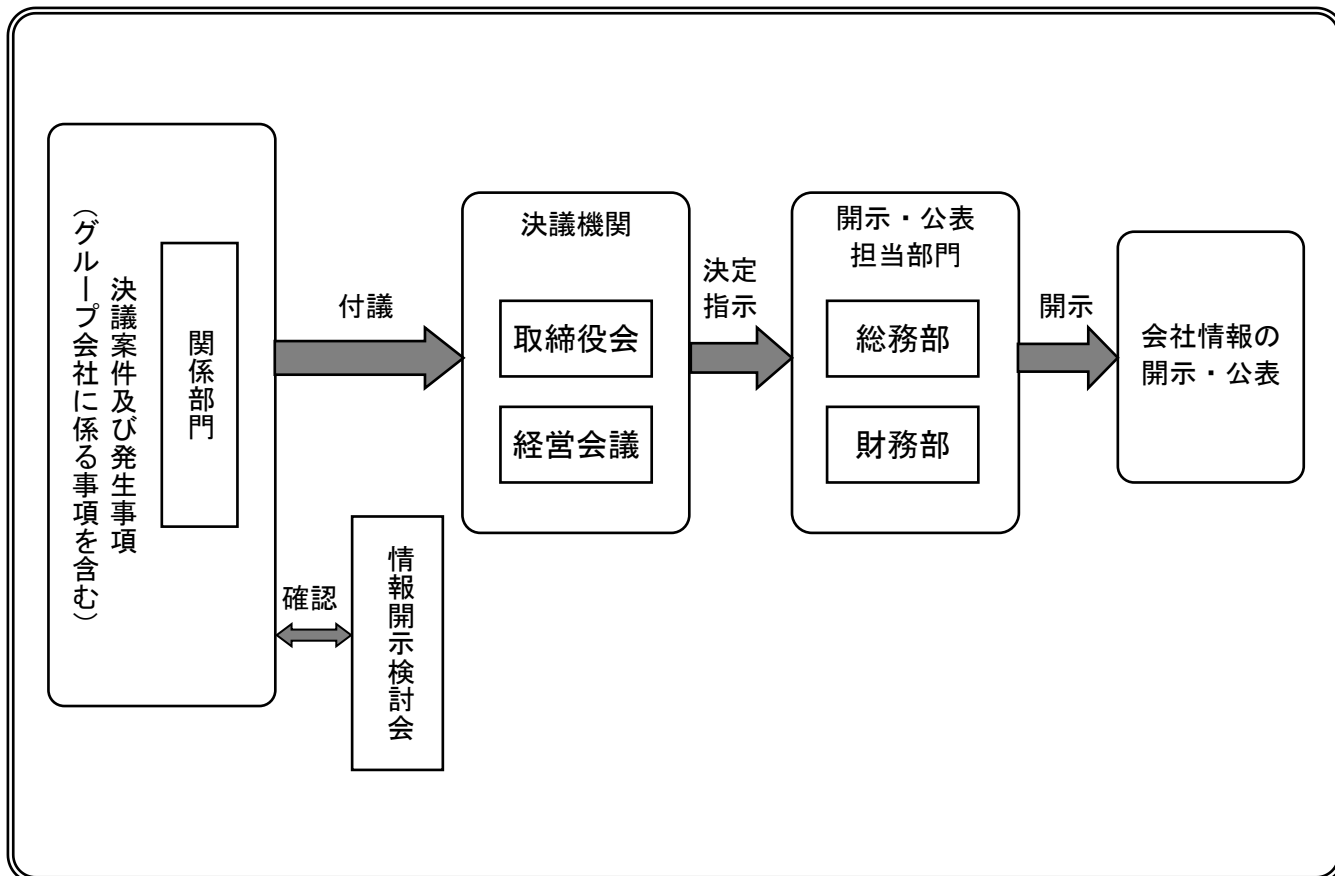 決議案件及び発生事項
（グループ会社に係る事項を含む）
関係部門
付議
確認
情報開示検討会
決議機関
取締役会
経営会議
決定
指示
開示・公表
担当部門
総務部
財務部
開示
会社情報の
開示・公表